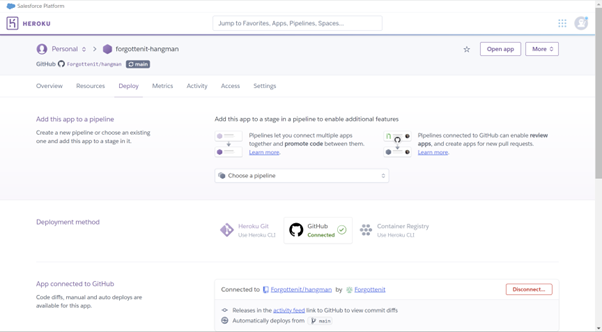 Salesforce Platform
HEROKU
Jump to Favorites, Apps, Pipelines, Spaces...
Personal
forgottenit-hangman
Open app
More
GitHub Forgottenit/hangman main
Overview Resources Deploy Metrics Activity Access Settings
Add this app to a pipeline
Create a new pipeline or choose an existing
one and add this app to a stage in it.
Add this app to a stage in a pipeline to enable additional features
Pipelines let you connect multiple apps
together and promote code between them.
Learn more.
Pipelines connected to GitHub can enable review
apps, and create apps for new pull requests.
Learn more.
Choose a pipeline
Deployment method
Heroku Git
Use Heroku CLI
GitHub
Connected
Container Registry
Use Heroku CLI
App connected to GitHub
Code diffs, manual and auto deploys are
available for this app.
Connected to Forgottenit/hangman by Forgottenit
Disconnect...
Releases in the activity feed link to GitHub to view commit diffs
Automatically deploys from main